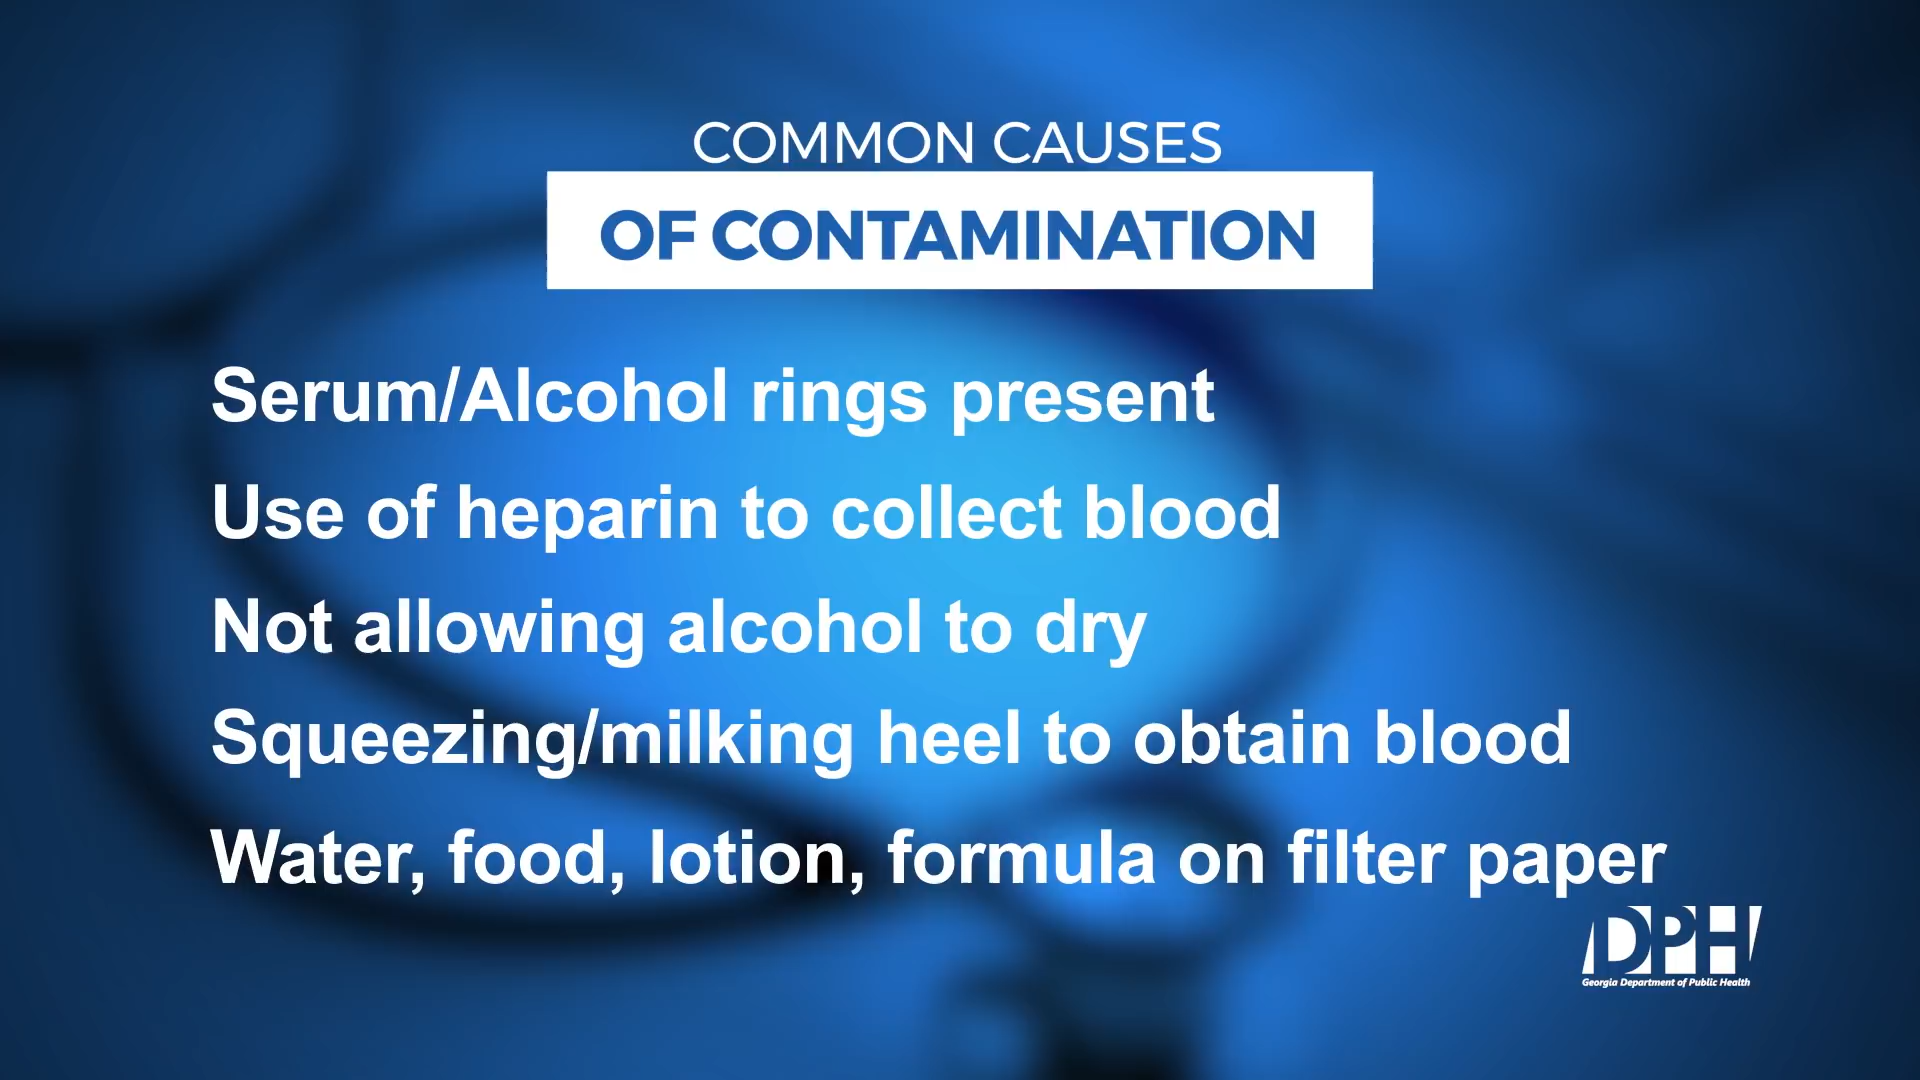 COMMON CAUSES
OF CONTAMINATION
Serum/Alcohol rings present
Use of heparin to collect blood
Not allowing alcohol to dry
Squeezing/milking heel to obtain blood
Water, food, lotion, formula on filter paper
DPH
Georgia Department of Public Health